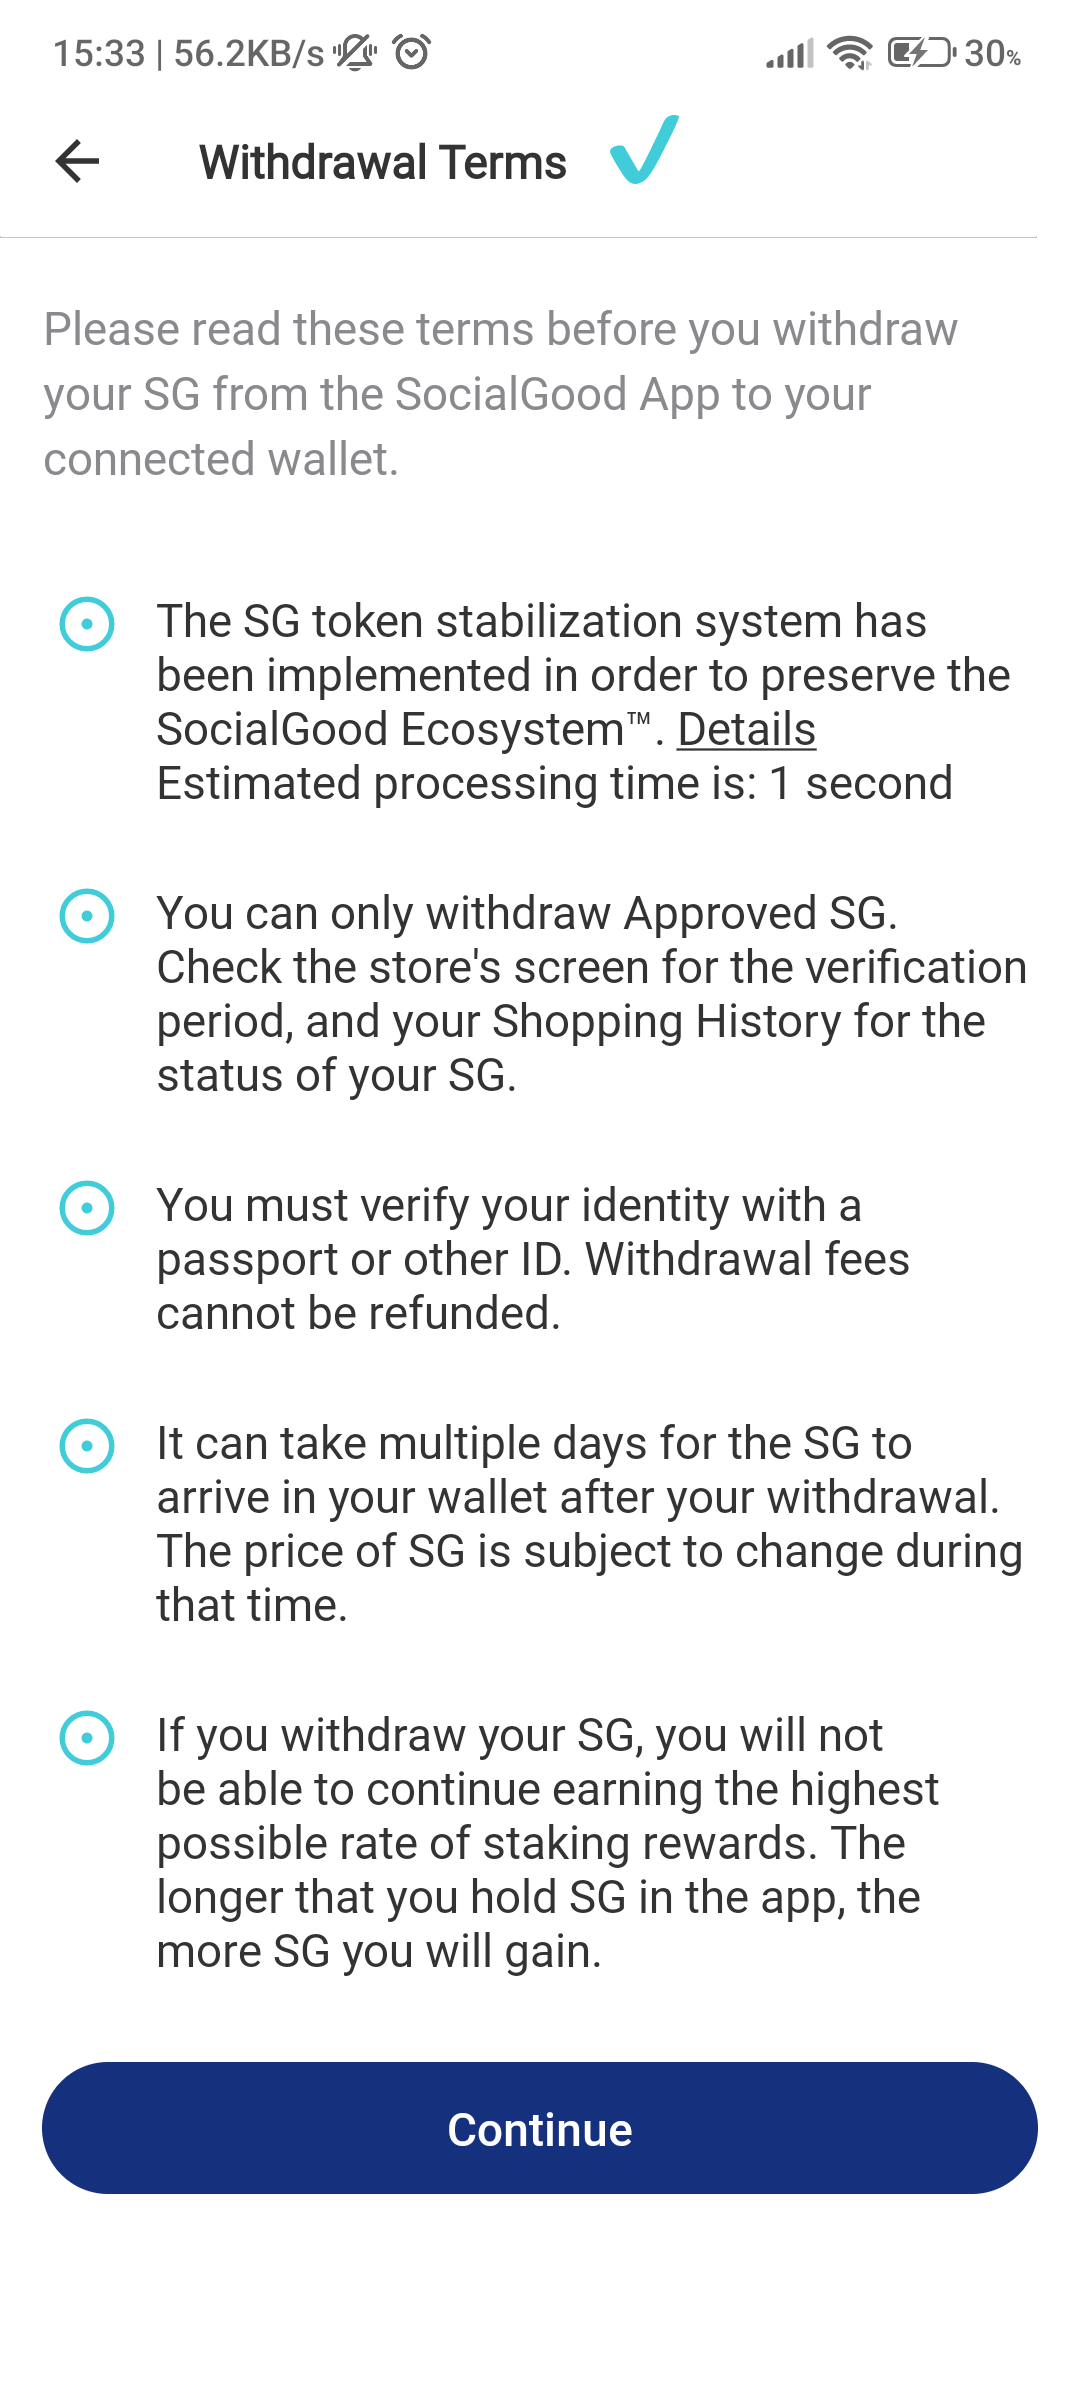 15:33 | 56.2KB/s
30%
Withdrawal Terms
Please read these terms before you withdraw
your SG from the SocialGood App to your
connected wallet.
The SG token stabilization system has
been implemented in order to preserve the
SocialGood Ecosystem™. Details
Estimated processing time is: 1 second
You can only withdraw Approved SG.
Check the store's screen for the verification
period, and your Shopping History for the
status of your SG.
You must verify your identity with a
passport or other ID. Withdrawal fees
cannot be refunded.
It can take multiple days for the SG to
arrive in your wallet after your withdrawal.
The price of SG is subject to change during
that time.
If you withdraw your SG, you will not
be able to continue earning the highest
possible rate of staking rewards. The
longer that you hold SG in the app, the
more SG you will gain.
Continue